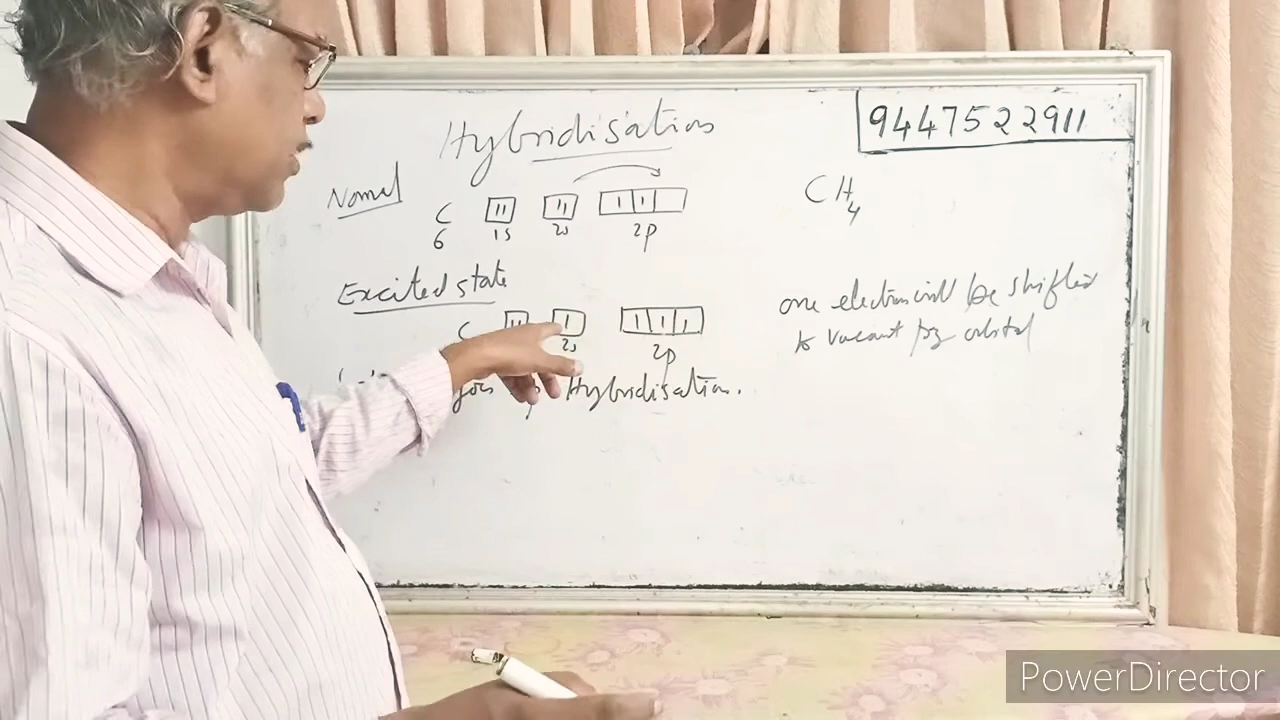 Hybridisation
9447522911
Normal
C
6
1s
2s
2p
CH4
Excited state
C
2s
2p
one electron will be shifted
to vacant pz orbital
Hybridisation.
PowerDirector